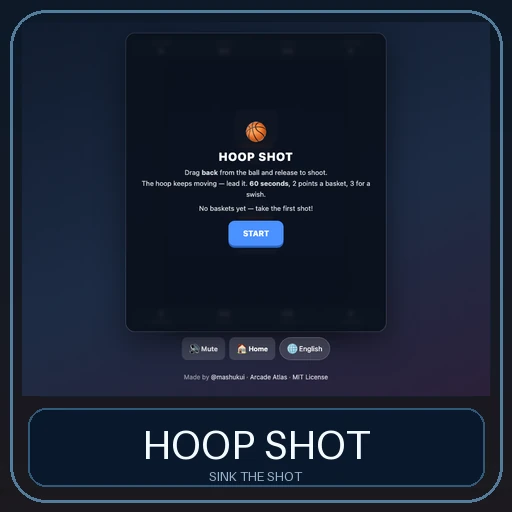 HOOP SHOT
Drag back from the ball and release to shoot.
The hoop keeps moving — lead it. 60 seconds, 2 points a basket, 3 for a
swish.
No baskets yet — take the first shot!
START
Mute
Home
English
Made by @mashukui · Arcade Atlas · MIT License
HOOP SHOT
SINK THE SHOT